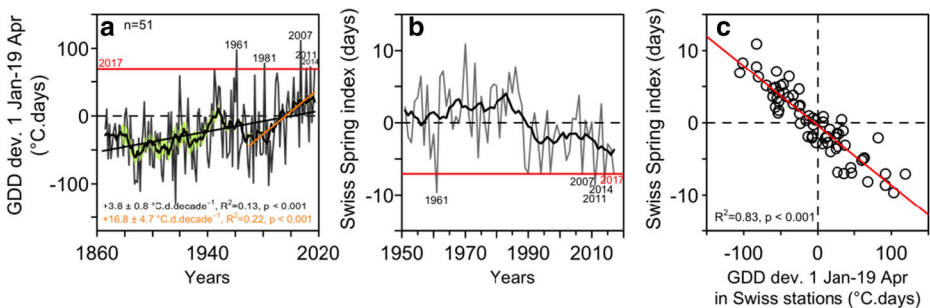 a
n=51
100
0
-100
2017
1961
1981
2007
2011
2014
+3.8 ± 0.8 °C.d.decade⁻¹, R²=0.13, p < 0.001
+16.8 ± 4.7 °C.d.decade⁻¹, R²=0.22, p < 0.001
GDD dev. 1 Jan-19 Apr
(°C.days)
1860
1940
2020
Years
b
Swiss Spring index (days)
10
0
-10
1961
2007
2017
2014
2011
1950
1970
1990
2010
Years
c
Swiss Spring index (days)
10
0
-10
R²=0.83, p < 0.001
-100
0
100
GDD dev. 1 Jan-19 Apr
in Swiss stations (°C.days)